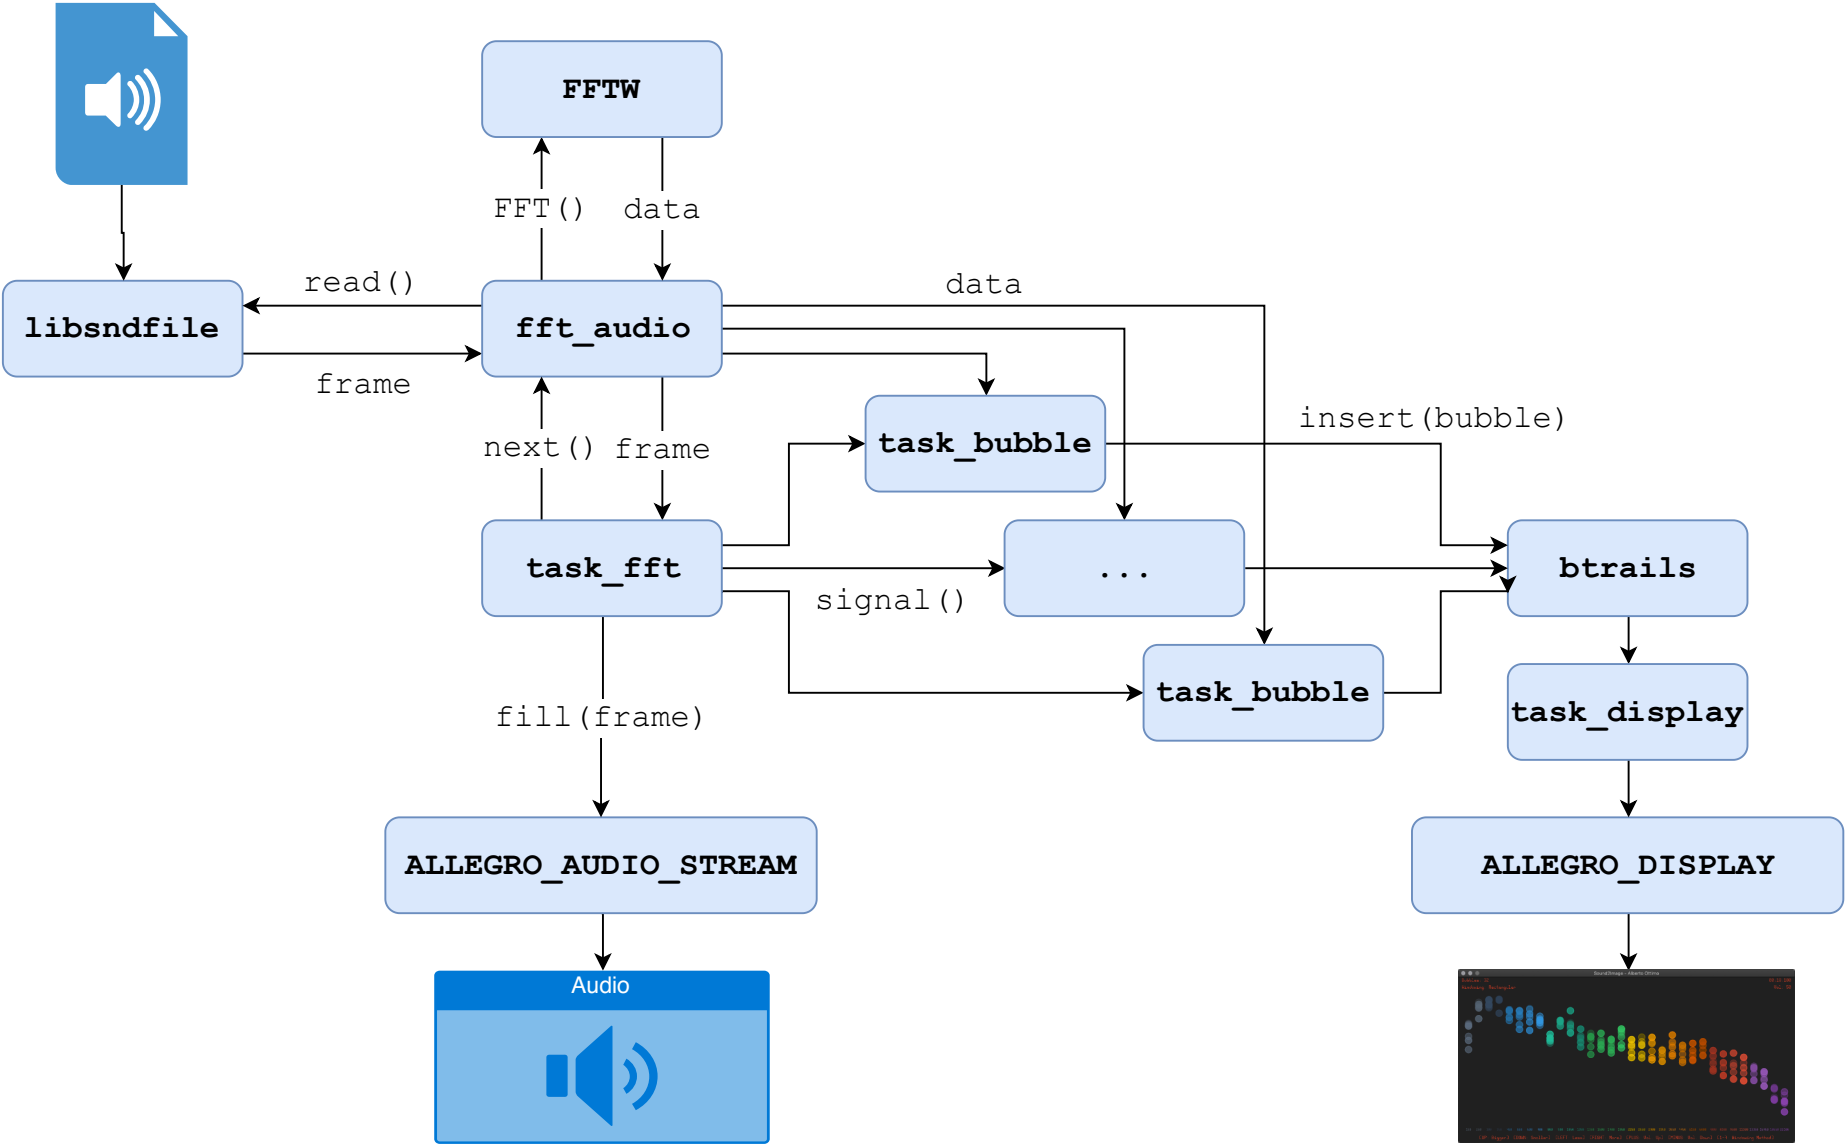 FFTW
FFT()
data
read()
data
libsndfile
fft_audio
frame
insert(bubble)
next()
frame
task_bubble
task_fft
...
btrails
signal()
task_bubble
task_display
fill(frame)
ALLEGRO_AUDIO_STREAM
ALLEGRO_DISPLAY
Audio